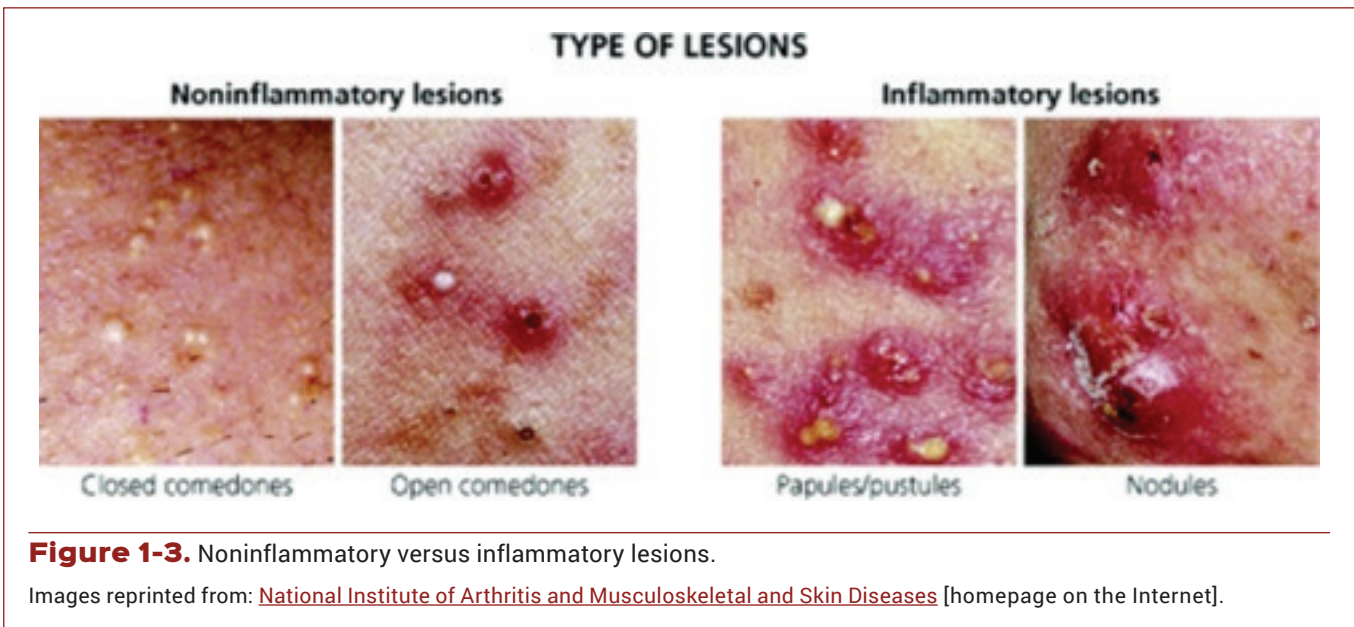 TYPE OF LESIONS
Noninflammatory lesions
Inflammatory lesions
Closed comedones
Open comedones
Papules/pustules
Nodules
Figure 1-3. Noninflammatory versus inflammatory lesions.
Images reprinted from: National Institute of Arthritis and Musculoskeletal and Skin Diseases [homepage on the Internet].